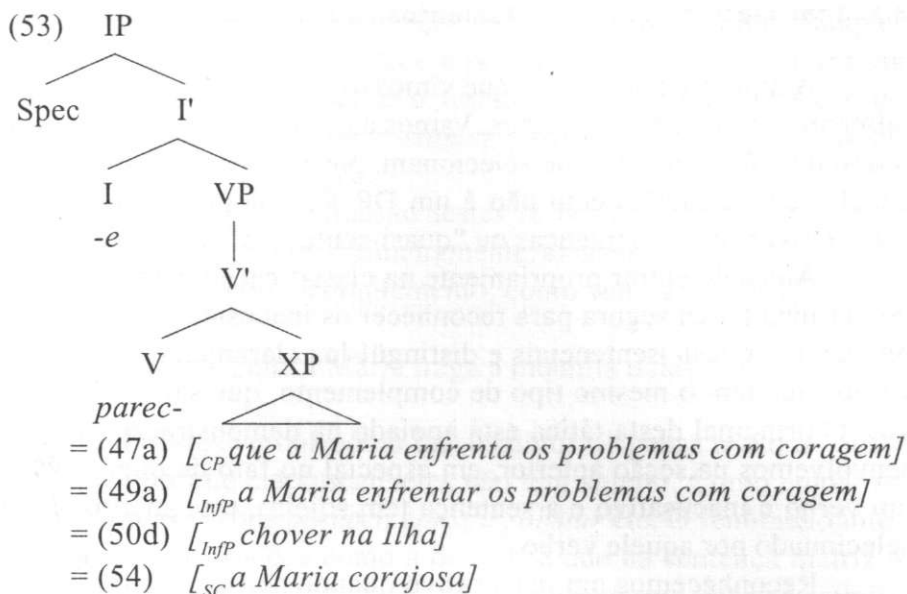 (53) IP
Spec I'
I VP
-e
V'
V XP
parec-
= (47a) [CP que a Maria enfrenta os problemas com coragem]
= (49a) [InfP a Maria enfrentar os problemas com coragem]
= (50d) [InfP chover na Ilha]
= (54) [SC a Maria corajosa]